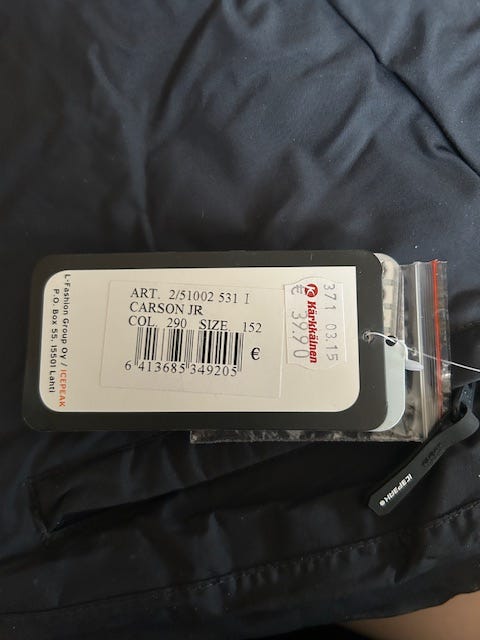 ART. 2/51002 531 I
CARSON JR
COL. 290 SIZE. 152
€
6 413685 349205
L-Fashion Group Oy / ICEPEAK
P.O. Box 55, 15501 Lahti
371 03.15
Kärkkäinen
€ 39.90
ICEPEAK